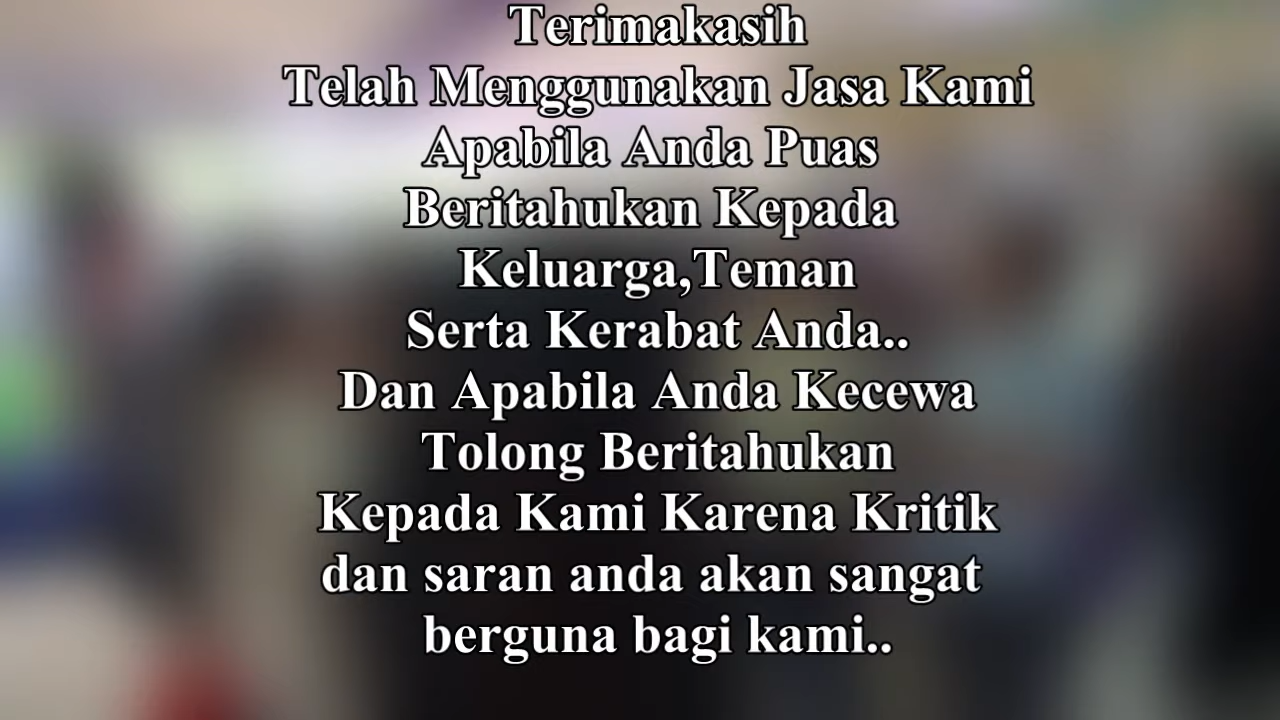 Terimakasih
Telah Menggunakan Jasa Kami
Apabila Anda Puas
Beritahukan Kepada
Keluarga,Teman
Serta Kerabat Anda..
Dan Apabila Anda Kecewa
Tolong Beritahukan
Kepada Kami Karena Kritik
dan saran anda akan sangat
berguna bagi kami..